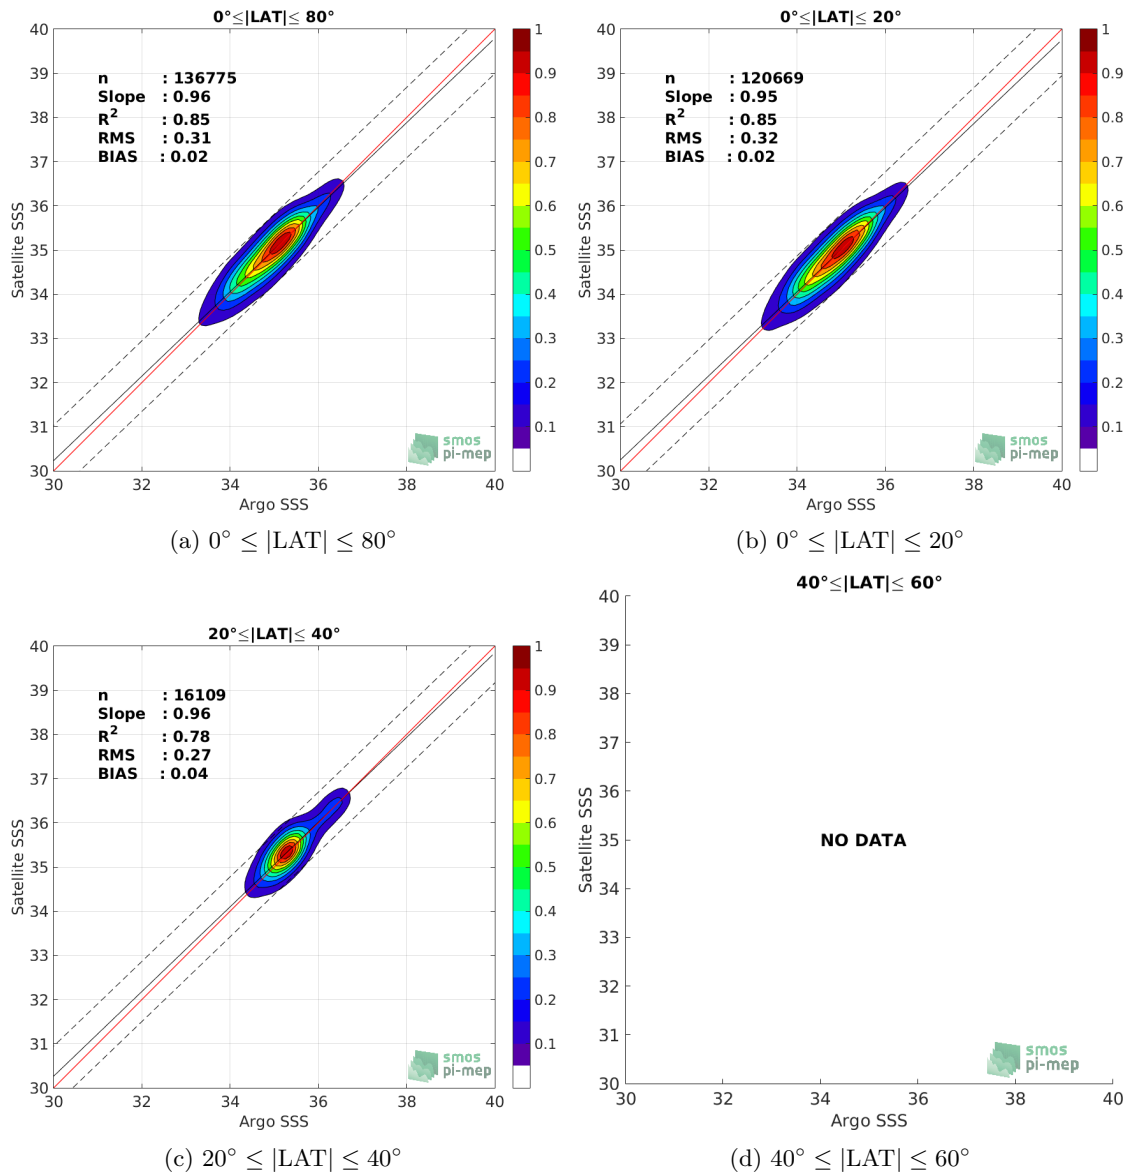 0°≤|LAT|≤ 80°
40
39
38
37
36
35
34
33
32
31
30
Satellite SSS
n : 136775
Slope : 0.96
R² : 0.85
RMS : 0.31
BIAS : 0.02
1
0.9
0.8
0.7
0.6
0.5
0.4
0.3
0.2
0.1
smos
pi-mep
30 32 34 36 38 40
Argo SSS
(a) 0° ≤ |LAT| ≤ 80°
0°≤|LAT|≤ 20°
40
39
38
37
36
35
34
33
32
31
30
Satellite SSS
n : 120669
Slope : 0.95
R² : 0.85
RMS : 0.32
BIAS : 0.02
1
0.9
0.8
0.7
0.6
0.5
0.4
0.3
0.2
0.1
smos
pi-mep
30 32 34 36 38 40
Argo SSS
(b) 0° ≤ |LAT| ≤ 20°
20°≤|LAT|≤ 40°
40
39
38
37
36
35
34
33
32
31
30
Satellite SSS
n : 16109
Slope : 0.96
R² : 0.78
RMS : 0.27
BIAS : 0.04
1
0.9
0.8
0.7
0.6
0.5
0.4
0.3
0.2
0.1
smos
pi-mep
30 32 34 36 38 40
Argo SSS
(c) 20° ≤ |LAT| ≤ 40°
40°≤|LAT|≤ 60°
40
39
38
37
36
35
34
33
32
31
30
Satellite SSS
NO DATA
smos
pi-mep
30 32 34 36 38 40
Argo SSS
(d) 40° ≤ |LAT| ≤ 60°